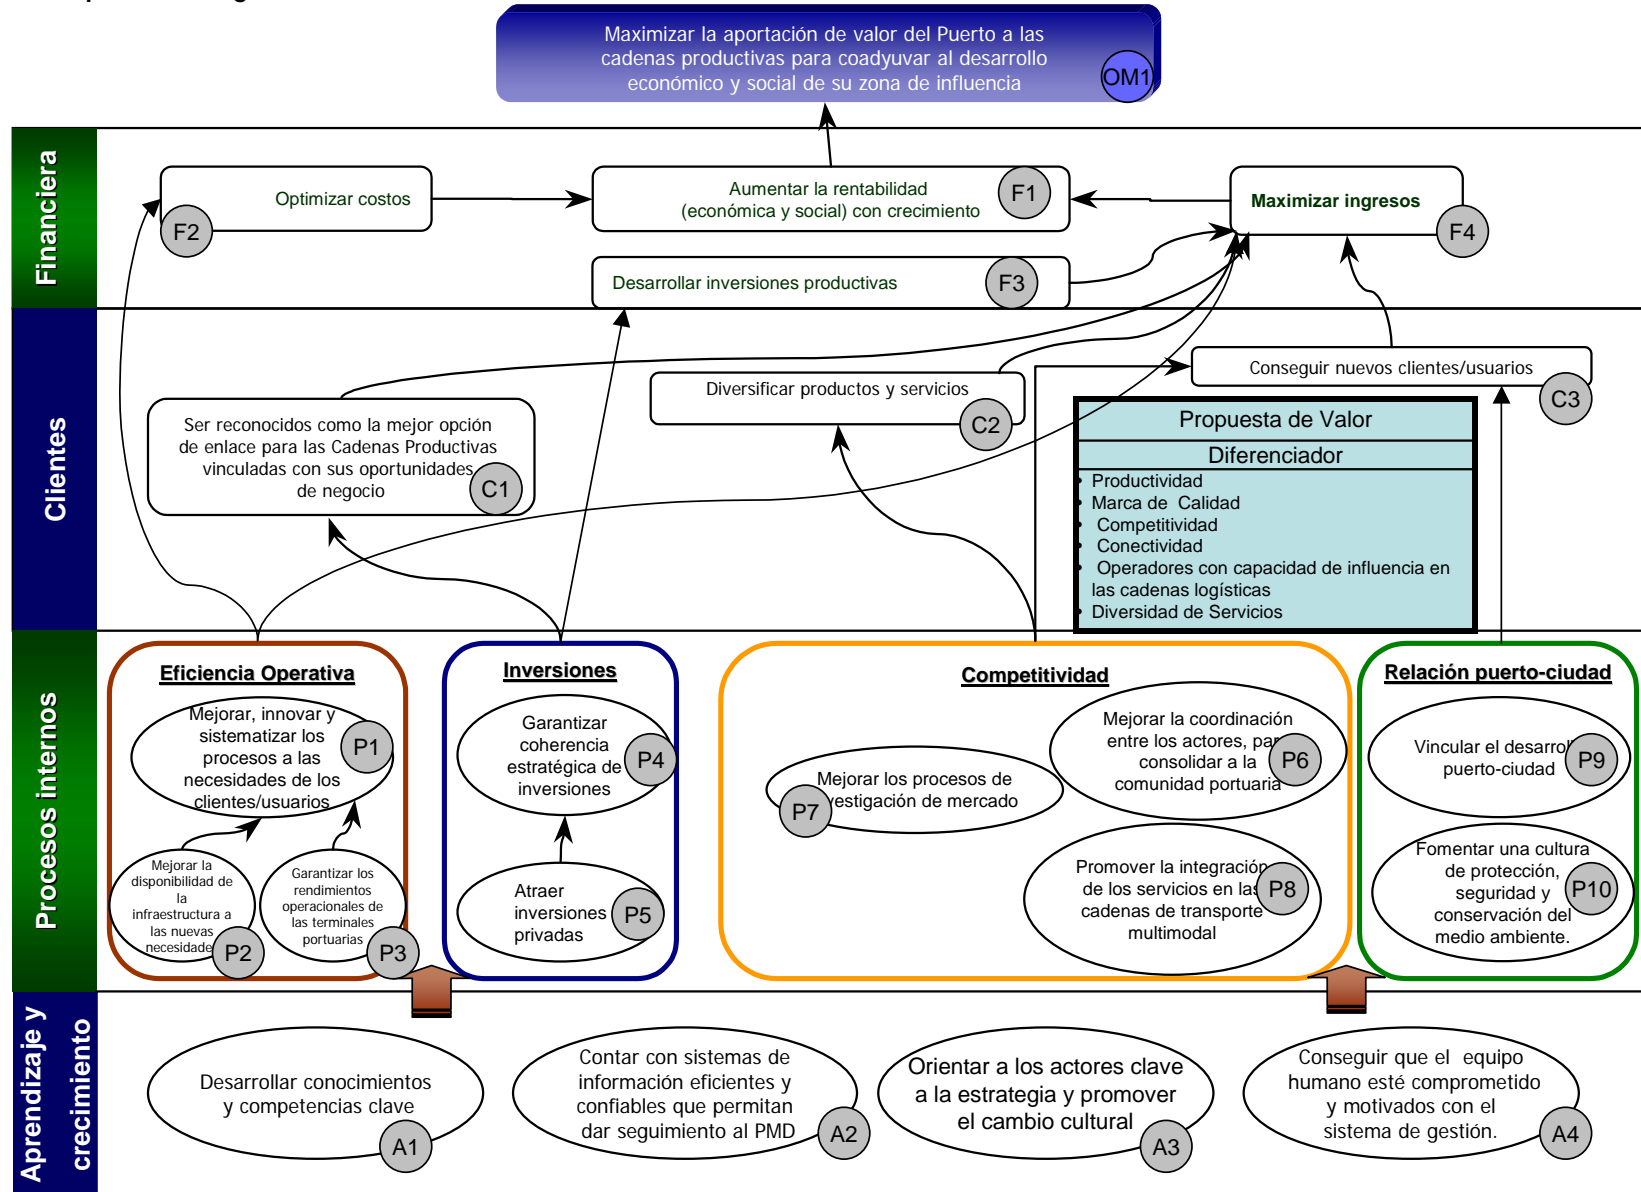 Maximizar la aportación de valor del Puerto a las
cadenas productivas para coadyuvar al desarrollo
económico y social de su zona de influencia
OM1
Financiera
Optimizar costos
F2
Aumentar la rentabilidad
(económica y social) con crecimiento
F1
Maximizar ingresos
F4
Desarrollar inversiones productivas
F3
Clientes
Ser reconocidos como la mejor opción
de enlace para las Cadenas Productivas
vinculadas con sus oportunidades
de negocio
C1
Diversificar productos y servicios
C2
Conseguir nuevos clientes/usuarios
C3
Propuesta de Valor
Diferenciador
• Productividad
• Marca de Calidad
• Competitividad
• Conectividad
• Operadores con capacidad de influencia en
las cadenas logísticas
• Diversidad de Servicios
Procesos internos
Eficiencia Operativa
Mejorar, innovar y
sistematizar los
procesos a las
necesidades de los
clientes/usuarios
P1
Mejorar la
disponibilidad de
la
infraestructura a
las nuevas
necesidade
P2
Garantizar los
rendimientos
operacionales de
las terminales
portuarias
P3
Inversiones
Garantizar
coherencia
estratégica de
inversiones
P4
Atraer
inversiones
privadas
P5
Competitividad
Mejorar los procesos de
vestigación de mercado
P7
Mejorar la coordinación
entre los actores, par
consolidar a la
comunidad portuaria
P6
Promover la integración
de los servicios en las
cadenas de transporte
multimodal
P8
Relación puerto-ciudad
Vincular el desarroll
puerto-ciudad
P9
Fomentar una cultura
de protección,
seguridad y
conservación del
medio ambiente.
P10
Aprendizaje y
crecimiento
Desarrollar conocimientos
y competencias clave
A1
Contar con sistemas de
información eficientes y
confiables que permitan
dar seguimiento al PMD
A2
Orientar a los actores clave
a la estrategia y promover
el cambio cultural
A3
Conseguir que el equipo
humano esté comprometido
y motivados con el
sistema de gestión.
A4